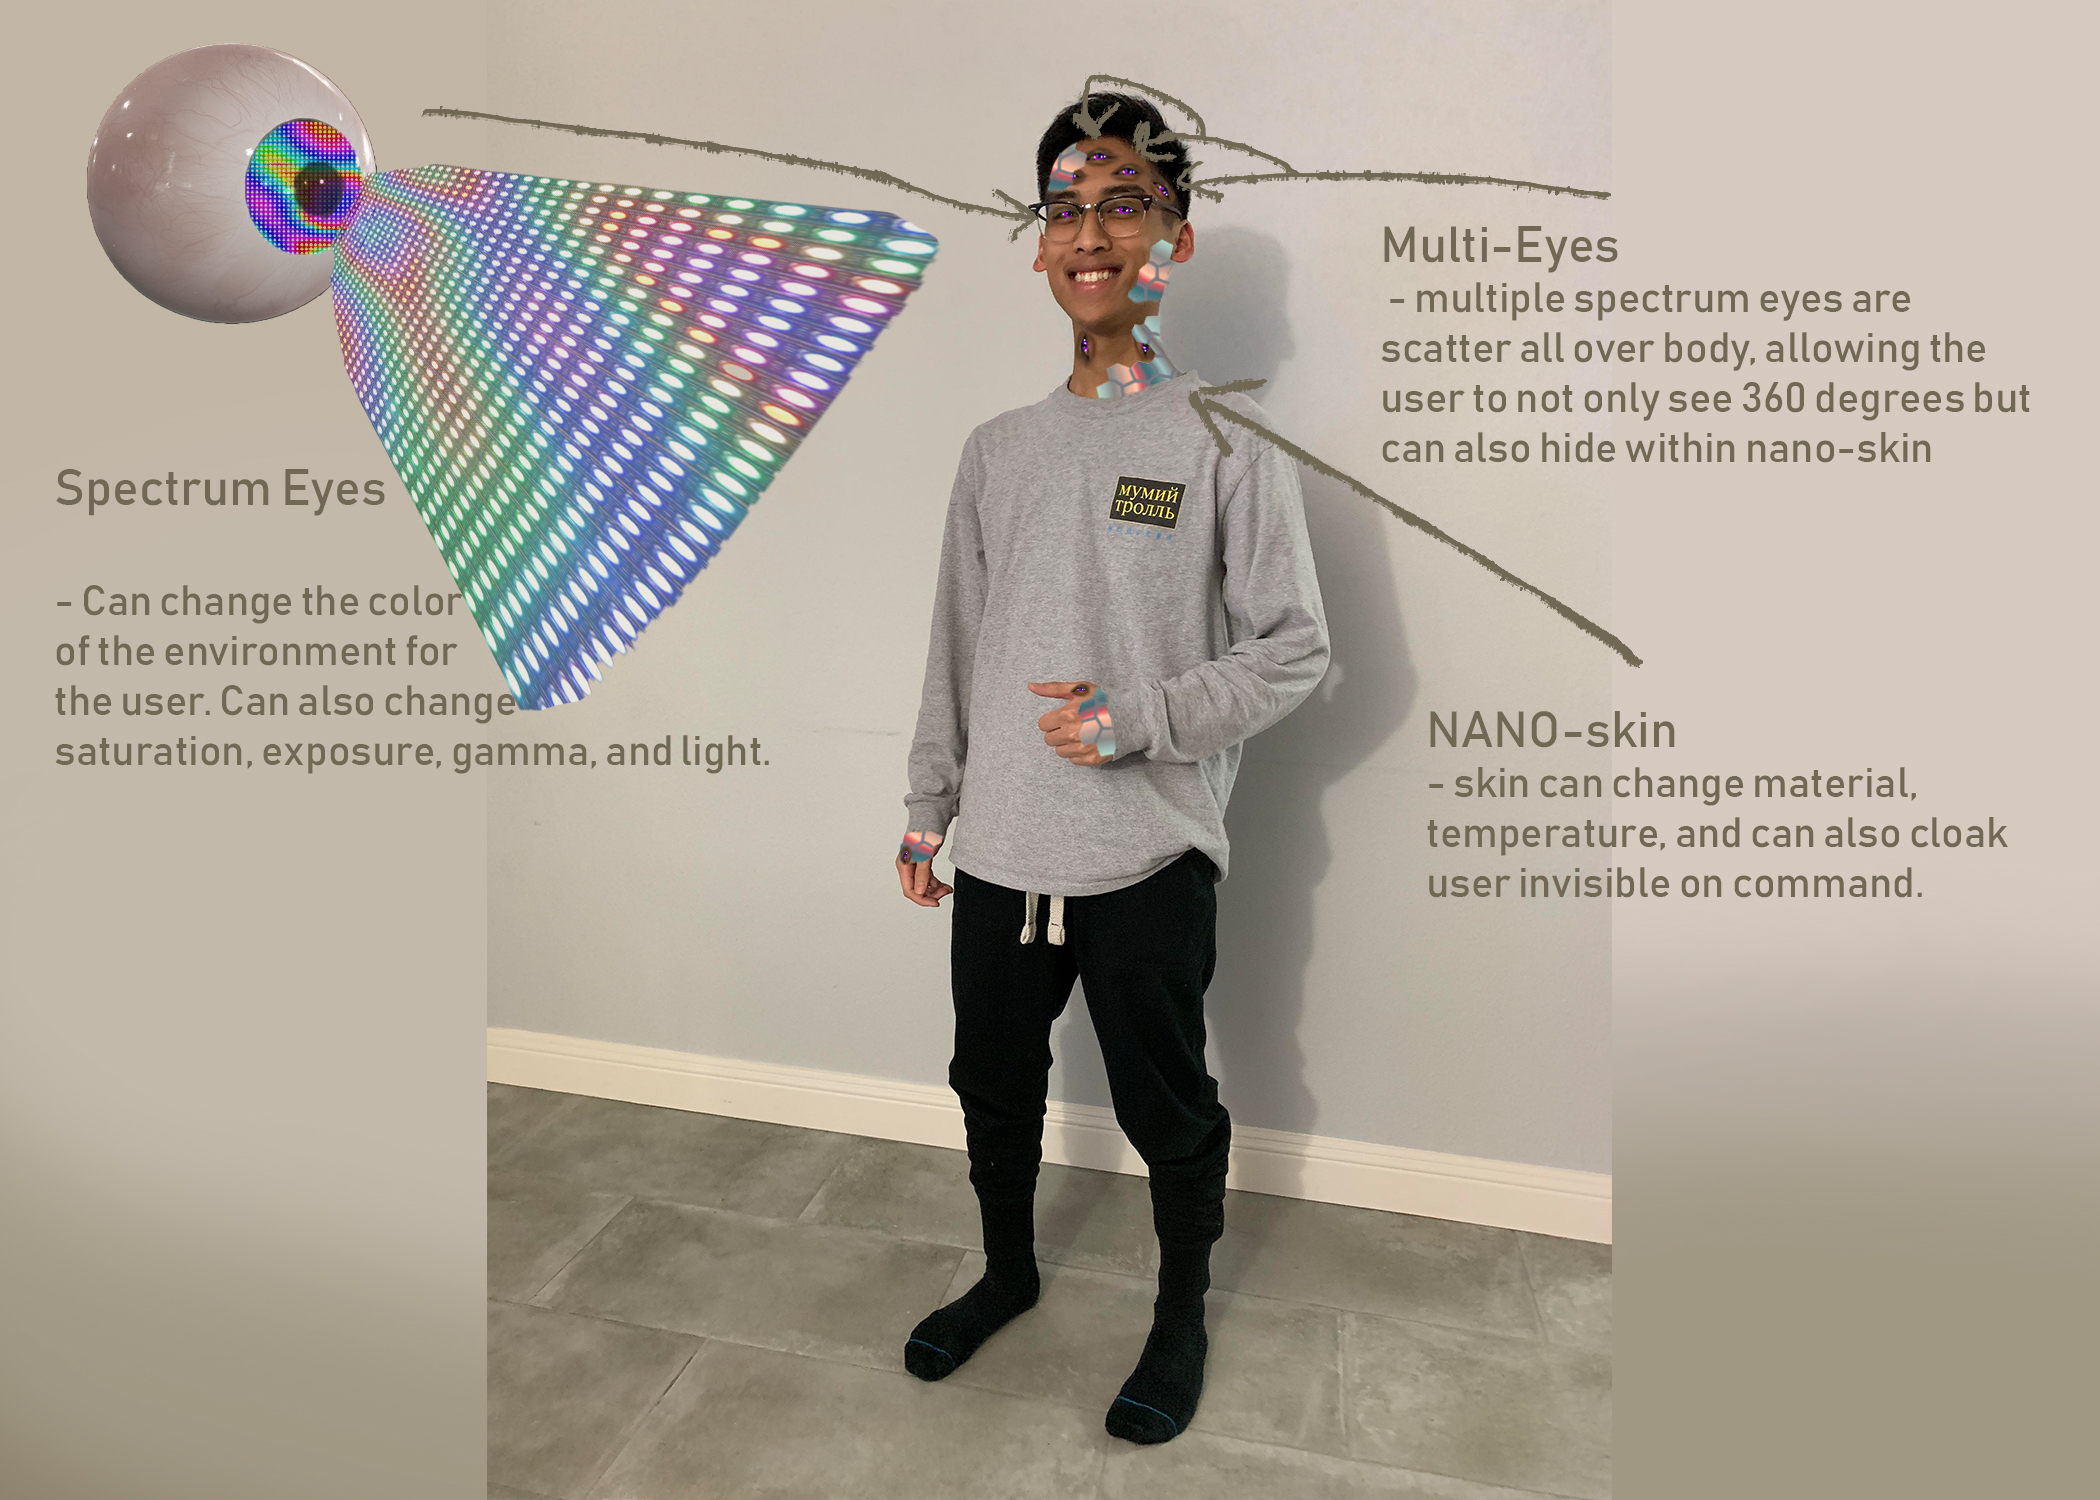 Spectrum Eyes
- Can change the color
of the environment for
the user. Can also change
saturation, exposure, gamma, and light.
Multi-Eyes
- multiple spectrum eyes are
scatter all over body, allowing the
user to not only see 360 degrees but
can also hide within nano-skin
NANO-skin
- skin can change material,
temperature, and can also cloak
user invisible on command.
мумий
тролль